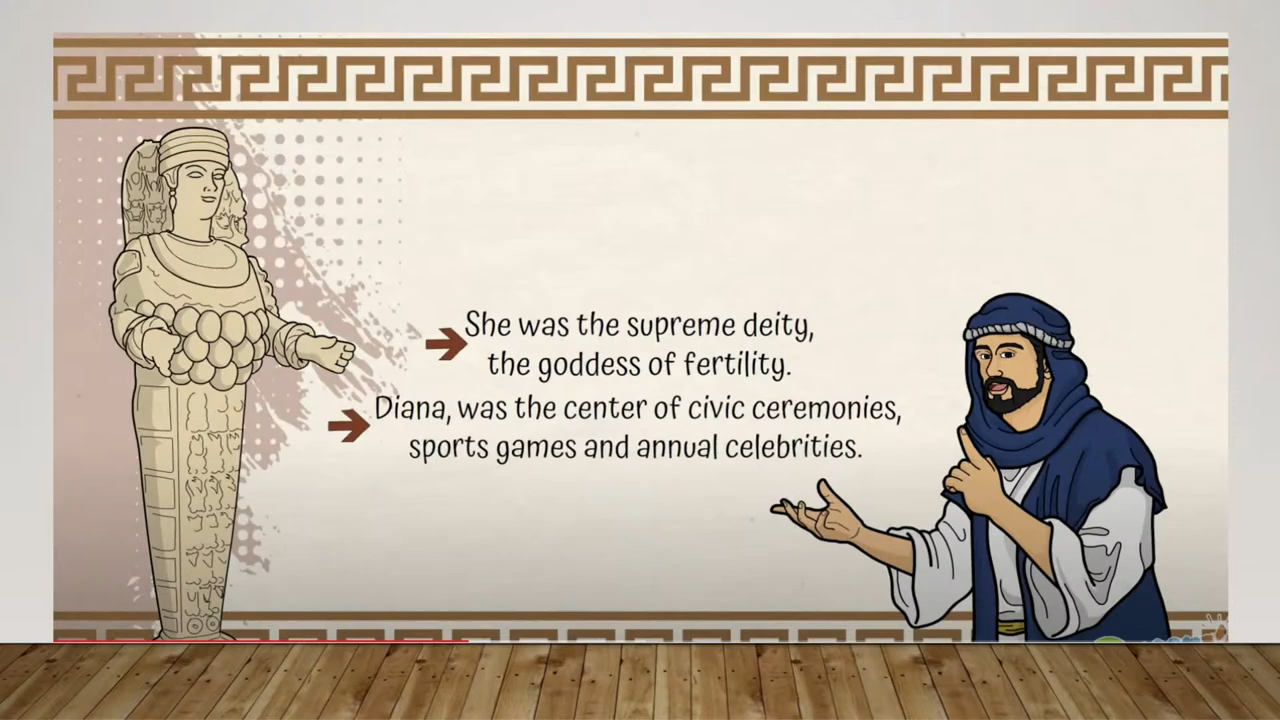 She was the supreme deity,
the goddess of fertility.
Diana, was the center of civic ceremonies,
sports games and annual celebrities.